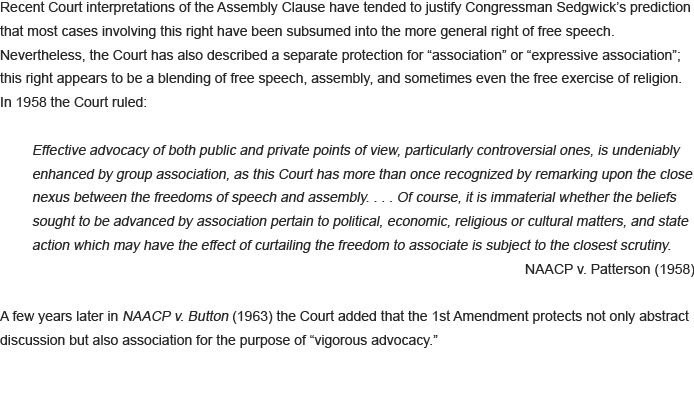 Recent Court interpretations of the Assembly Clause have tended to justify Congressman Sedgwick’s prediction
that most cases involving this right have been subsumed into the more general right of free speech.
Nevertheless, the Court has also described a separate protection for “association” or “expressive association”;
this right appears to be a blending of free speech, assembly, and sometimes even the free exercise of religion.
In 1958 the Court ruled:
Effective advocacy of both public and private points of view, particularly controversial ones, is undeniably
enhanced by group association, as this Court has more than once recognized by remarking upon the close
nexus between the freedoms of speech and assembly. . . . Of course, it is immaterial whether the beliefs
sought to be advanced by association pertain to political, economic, religious or cultural matters, and state
action which may have the effect of curtailing the freedom to associate is subject to the closest scrutiny.
NAACP v. Patterson (1958)
A few years later in NAACP v. Button (1963) the Court added that the 1st Amendment protects not only abstract
discussion but also association for the purpose of “vigorous advocacy.”